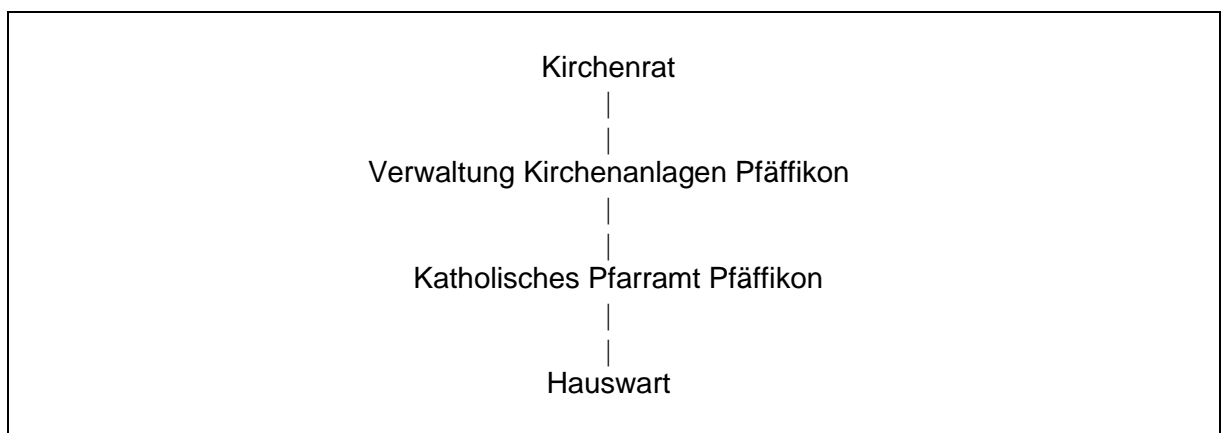 Kirchenrat
Verwaltung Kirchenanlagen Pfäffikon
Katholisches Pfarramt Pfäffikon
Hauswart